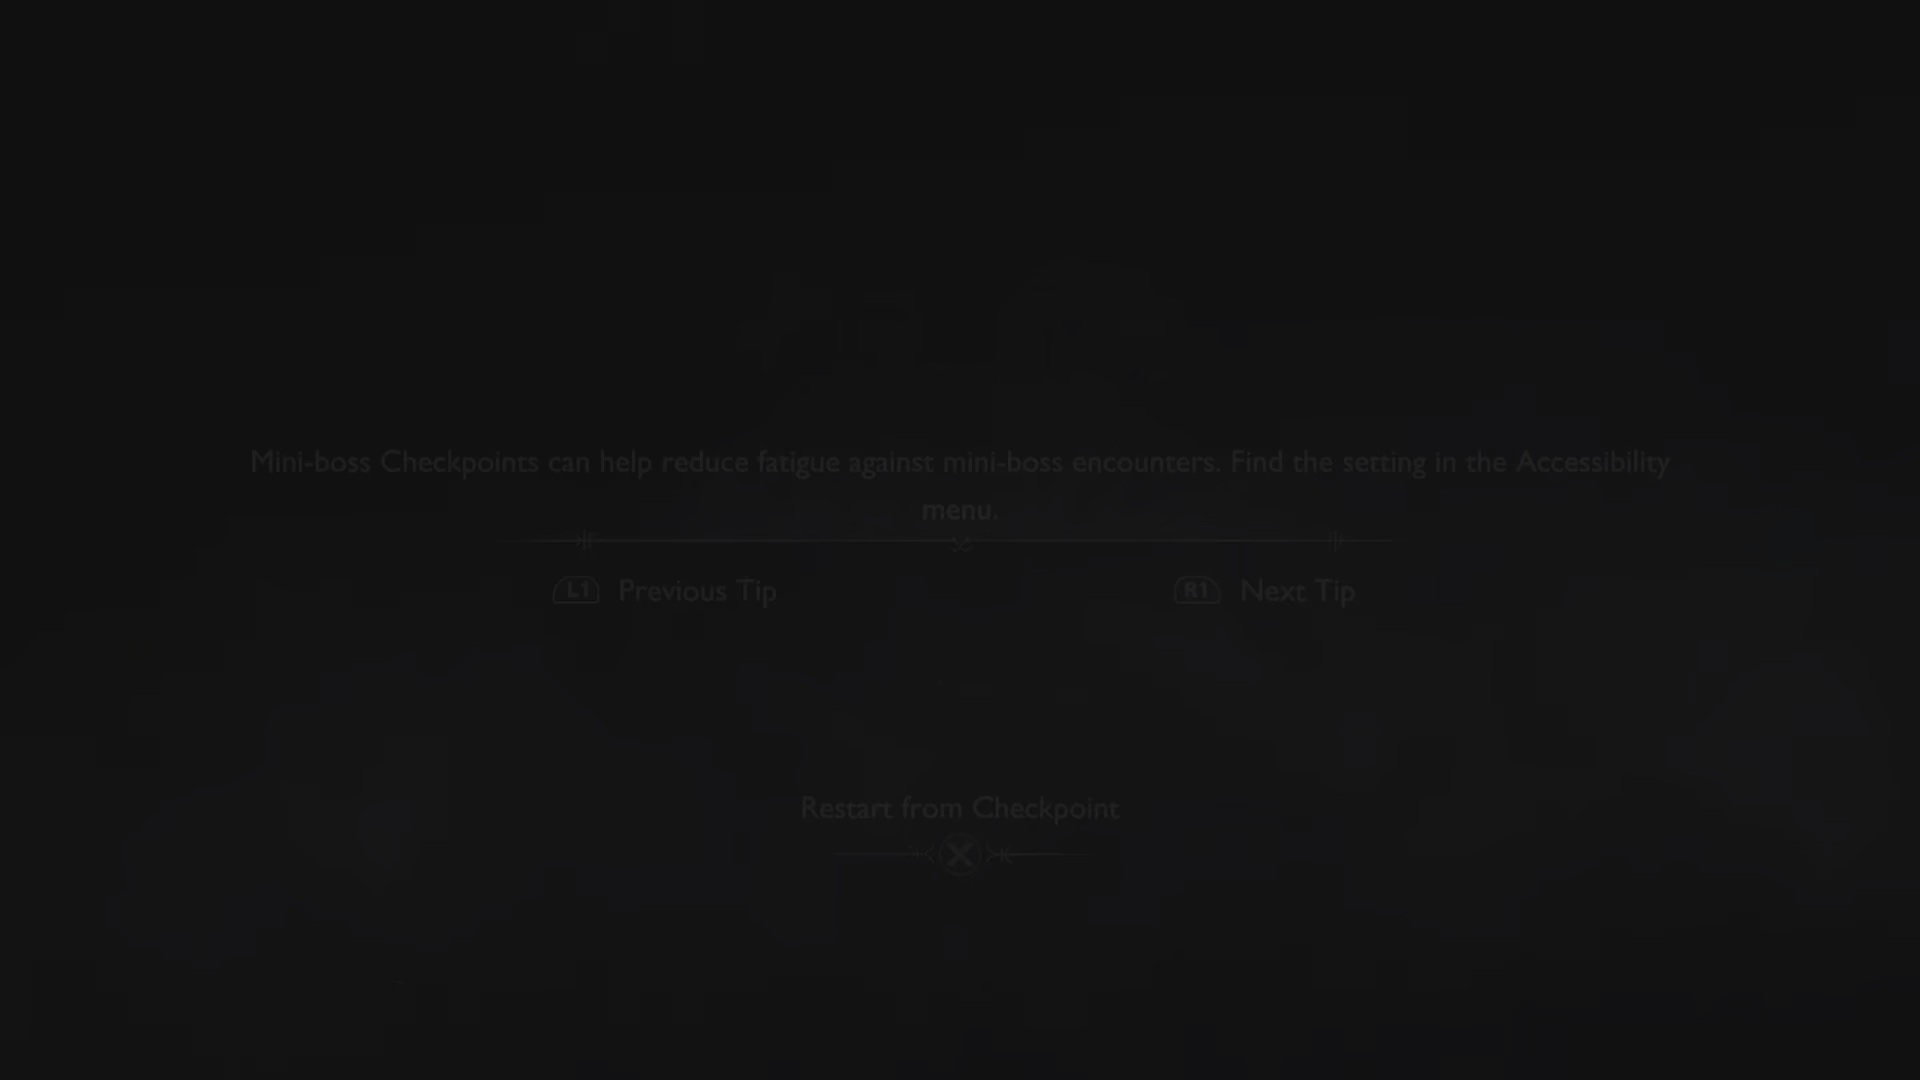 Mini-boss Checkpoints can help reduce fatigue against mini-boss encounters. Find the setting in the Accessibility
menu.
L1 Previous Tip R1 Next Tip
Restart from Checkpoint